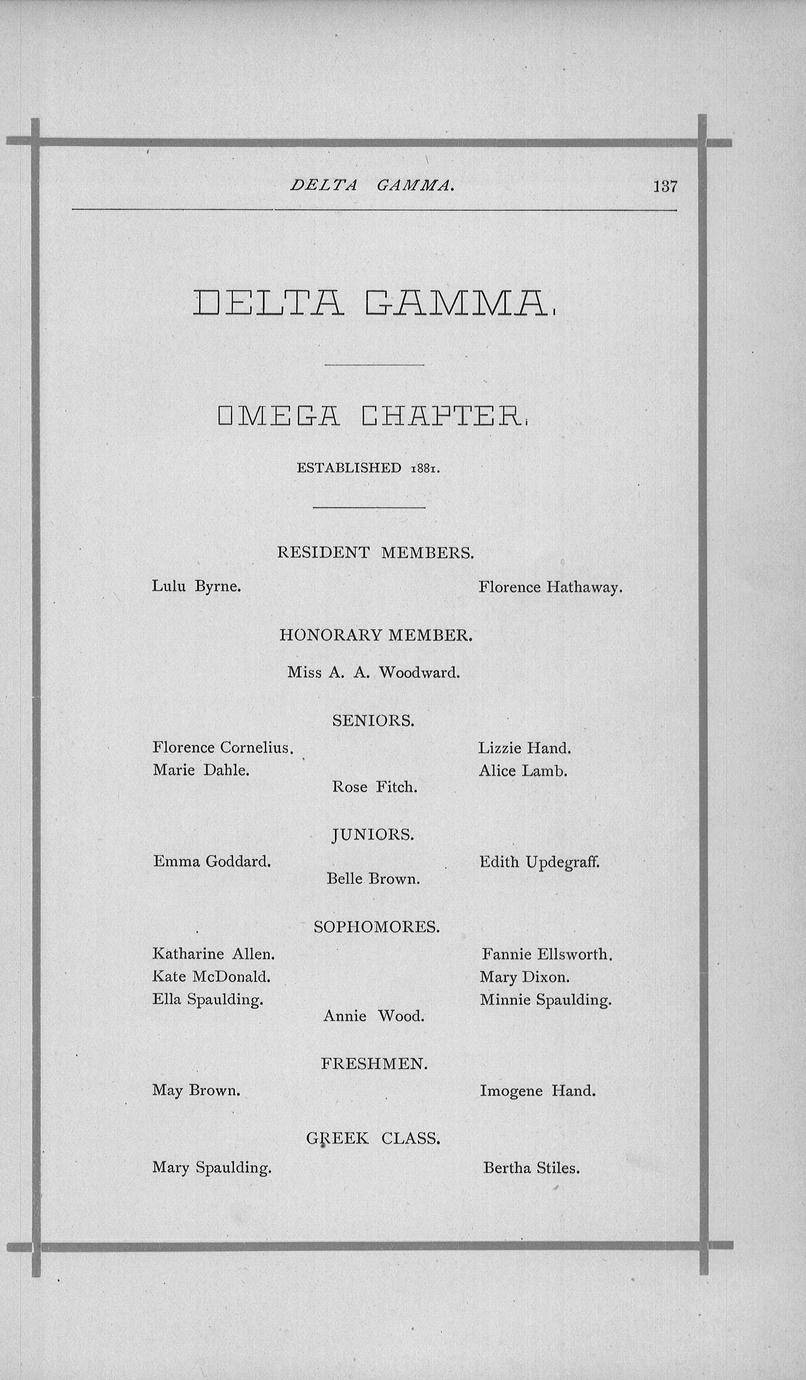 DELTA GAMMA. 137
DELTA GAMMA.
OMEGA CHAPTER.
ESTABLISHED 1881.
RESIDENT MEMBERS.
Lulu Byrne. Florence Hathaway.
HONORARY MEMBER.
Miss A. A. Woodward.
SENIORS.
Florence Cornelius. Lizzie Hand.
Marie Dahle. Alice Lamb.
Rose Fitch.
JUNIORS.
Emma Goddard. Edith Updegraff.
Belle Brown.
SOPHOMORES.
Katharine Allen. Fannie Ellsworth.
Kate McDonald. Mary Dixon.
Ella Spaulding. Minnie Spaulding.
Annie Wood.
FRESHMEN.
May Brown. Imogene Hand.
GREEK CLASS.
Mary Spaulding. Bertha Stiles.